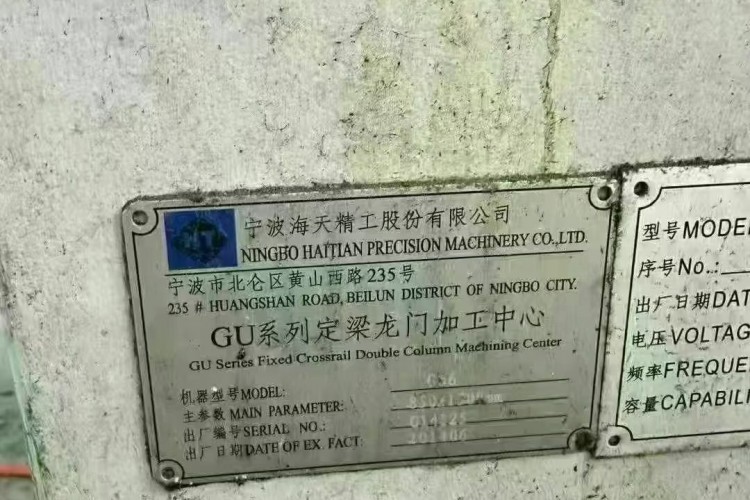 宁波海天精工股份有限公司
NINGBO HAITIAN PRECISION MACHINERY CO.,LTD.
宁波市北仑区黄山西路235号
235 # HUANGSHAN ROAD, BEILUN DISTRICT OF NINGBO CITY.
GU系列定梁龙门加工中心
GU Series Fixed Crossrail Double Column Machining Center
机器型号MODEL:
主参数 MAIN PARAMETER:
出厂编号SERIAL NO.:
出厂日期DATE OF EX. FACT: 201406
型号MODEL
序号No.:
出厂日期DAT
电压VOLTAG
频率FREQUE
容量CAPABILI